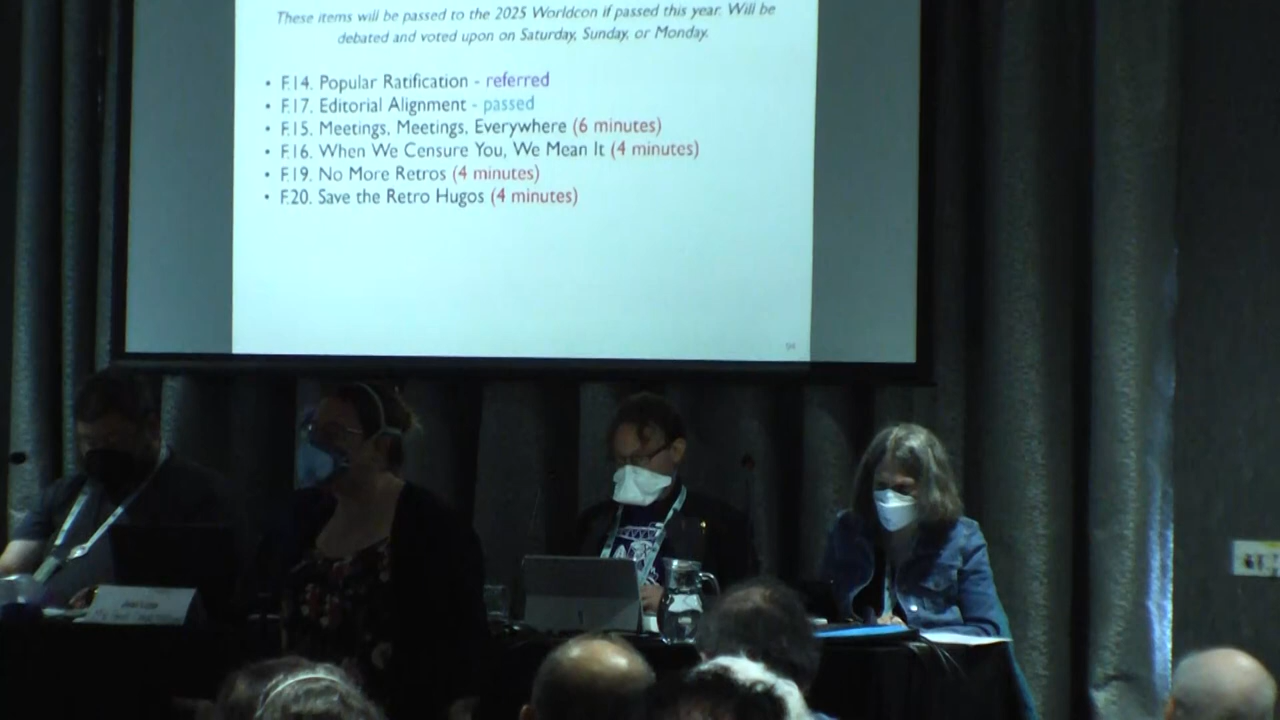 These items will be passed to the 2025 Worldcon if passed this year. Will be
debated and voted upon on Saturday, Sunday, or Monday.
• F.14. Popular Ratification - referred
• F.17. Editorial Alignment - passed
• F.15. Meetings, Meetings, Everywhere (6 minutes)
• F.16. When We Censure You, We Mean It (4 minutes)
• F.19. No More Retros (4 minutes)
• F.20. Save the Retro Hugos (4 minutes)
94